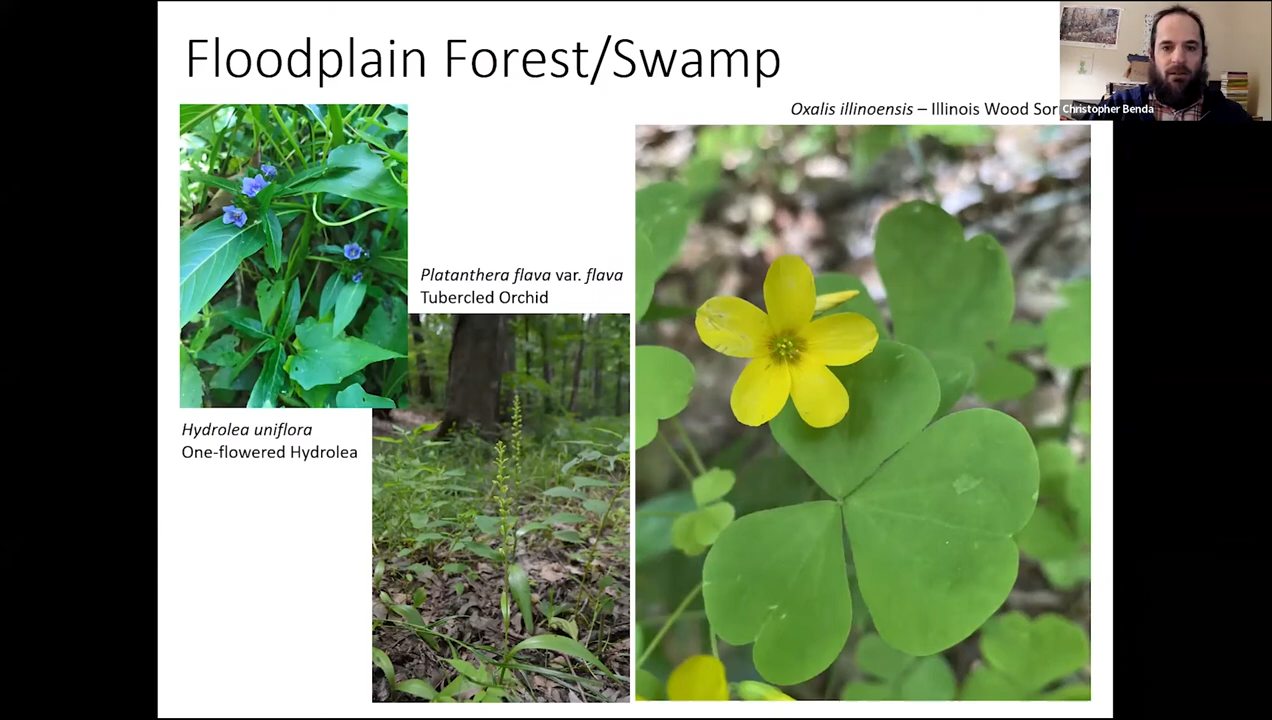 Floodplain Forest/Swamp
Oxalis illinoensis – Illinois Wood
Christopher Benda
Platanthera flava var. flava
Tubercled Orchid
Hydrolea uniflora
One-flowered Hydrolea